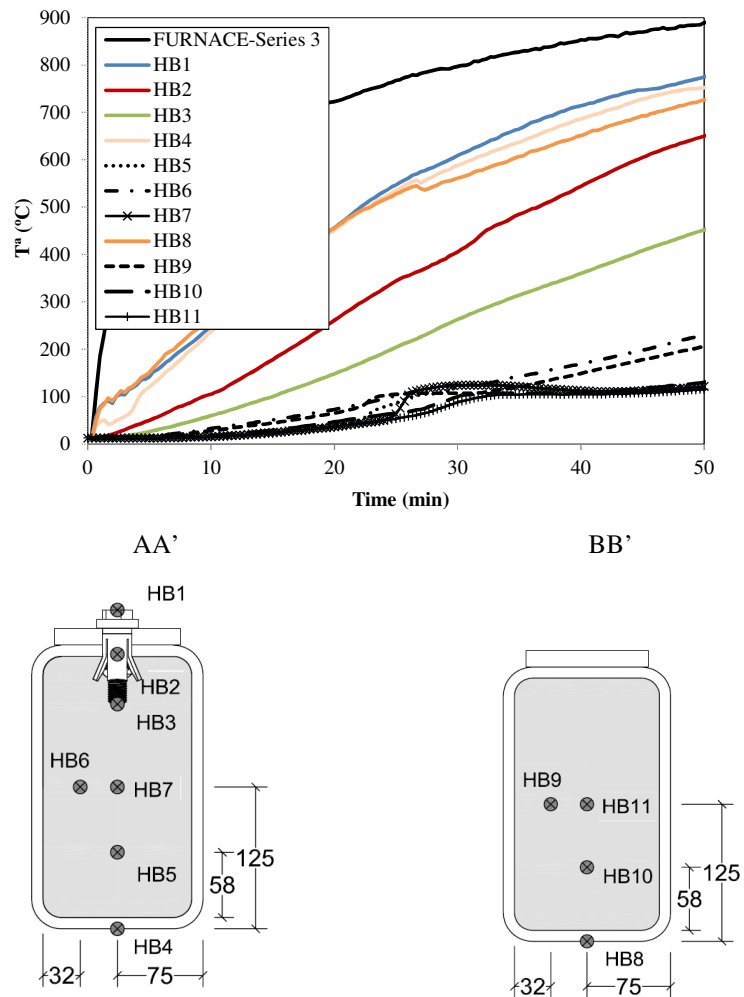 900
800
700
600
500
400
300
200
100
0
Tª (ºC)
FURNACE-Series 3
HB1
HB2
HB3
HB4
HB5
HB6
HB7
HB8
HB9
HB10
HB11
0 10 20 30 40 50
Time (min)
AA’ BB’
HB1
HB2
HB3
HB6
HB7
HB5
HB4
125
58
32 75
HB9
HB11
HB10
HB8
125
58
32 75